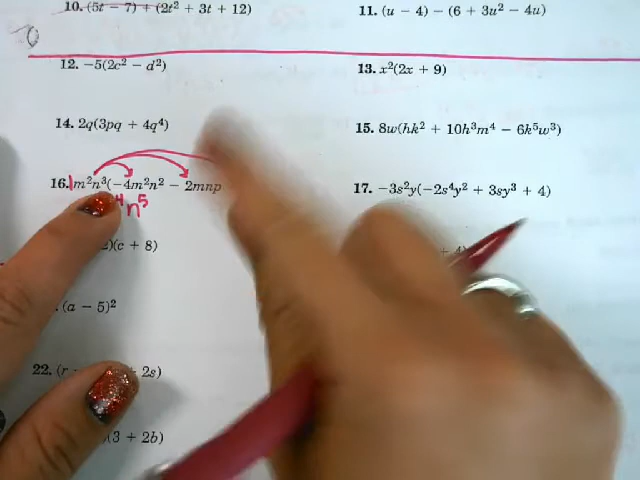 10. (5t − 7) + (2t² + 3t + 12)
11. (u − 4) − (6 + 3u² − 4u)
12. −5(2c² − d²)
13. x²(2x + 9)
14. 2q(3pq + 4q⁴)
15. 8w(hk² + 10h³m⁴ − 6k⁵w³)
16. 1m²n³(−4m²n² − 2mnp
4n⁵
17. −3s²y(−2s⁴y² + 3sy³ + 4)
)(c + 8)
+ 4)
. (a − 5)²
22. (r 2s)
)(3 + 2b)